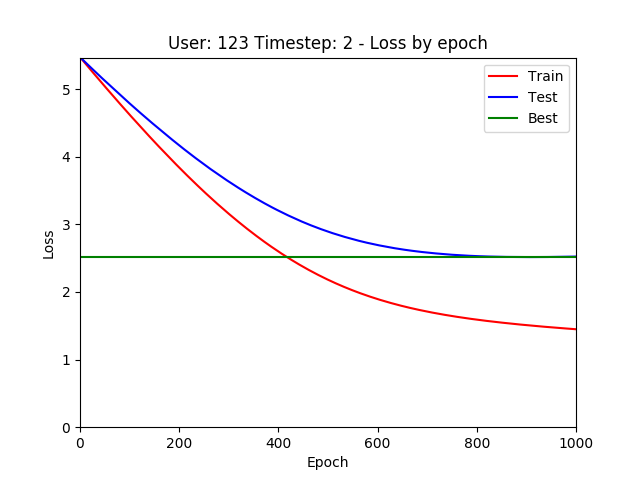 User: 123 Timestep: 2 - Loss by epoch
Train
Test
Best
5
4
3
2
1
0
Loss
0 200 400 600 800 1000
Epoch